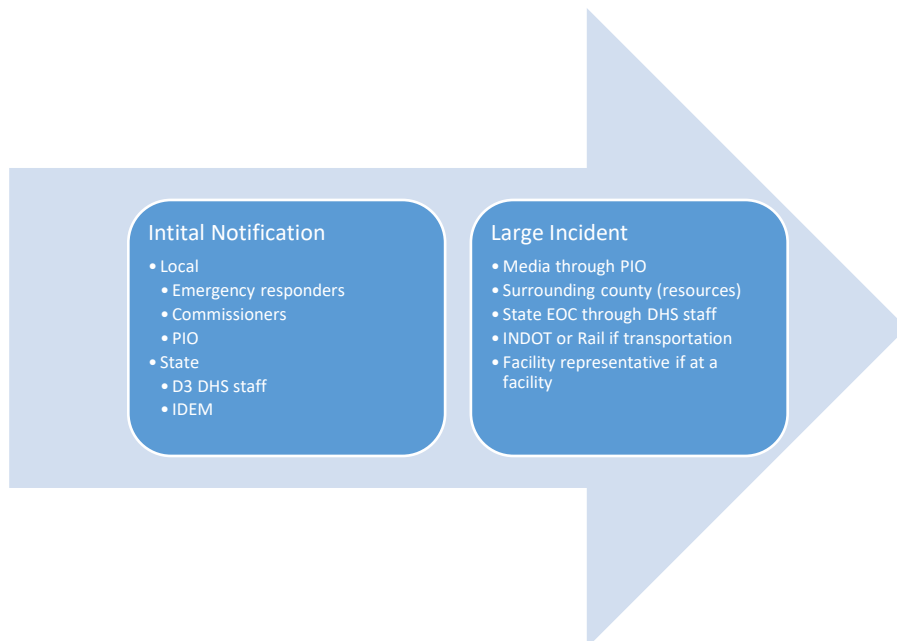 Intital Notification
• Local
• Emergency responders
• Commissioners
• PIO
• State
• D3 DHS staff
• IDEM
Large Incident
• Media through PIO
• Surrounding county (resources)
• State EOC through DHS staff
• INDOT or Rail if transportation
• Facility representative if at a
facility